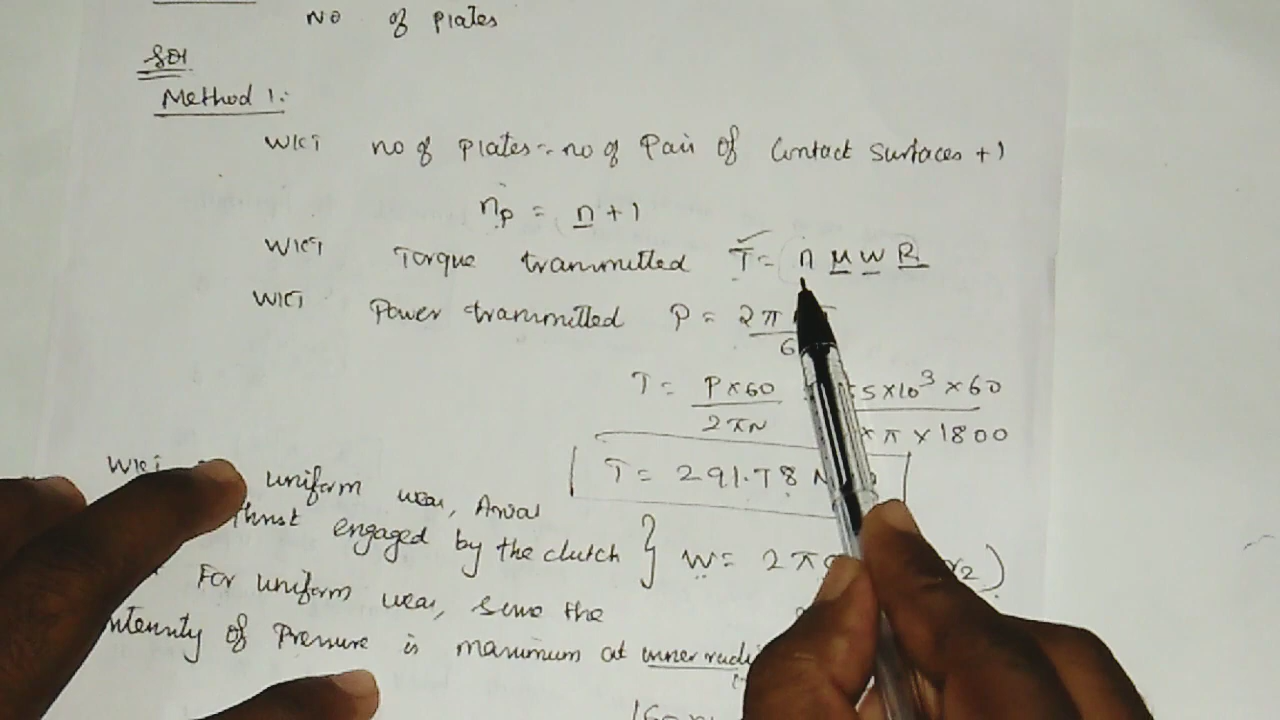 No of plates
Sol
Method 1:-
WKT no of plates = no of Pair of Contact surfaces +1
np = n +1
WKT Torque transmitted T = n μ W R
WKT Power transmitted P = 2π
6
T = P×60 / 2πN 5×10³×60 / ×π×1800
T = 291.78 N
WKT uniform wear, Axial
thrust engaged by the clutch } W = 2π r2)
For uniform wear, since the
intensity of Pressure is maximum at inner radi